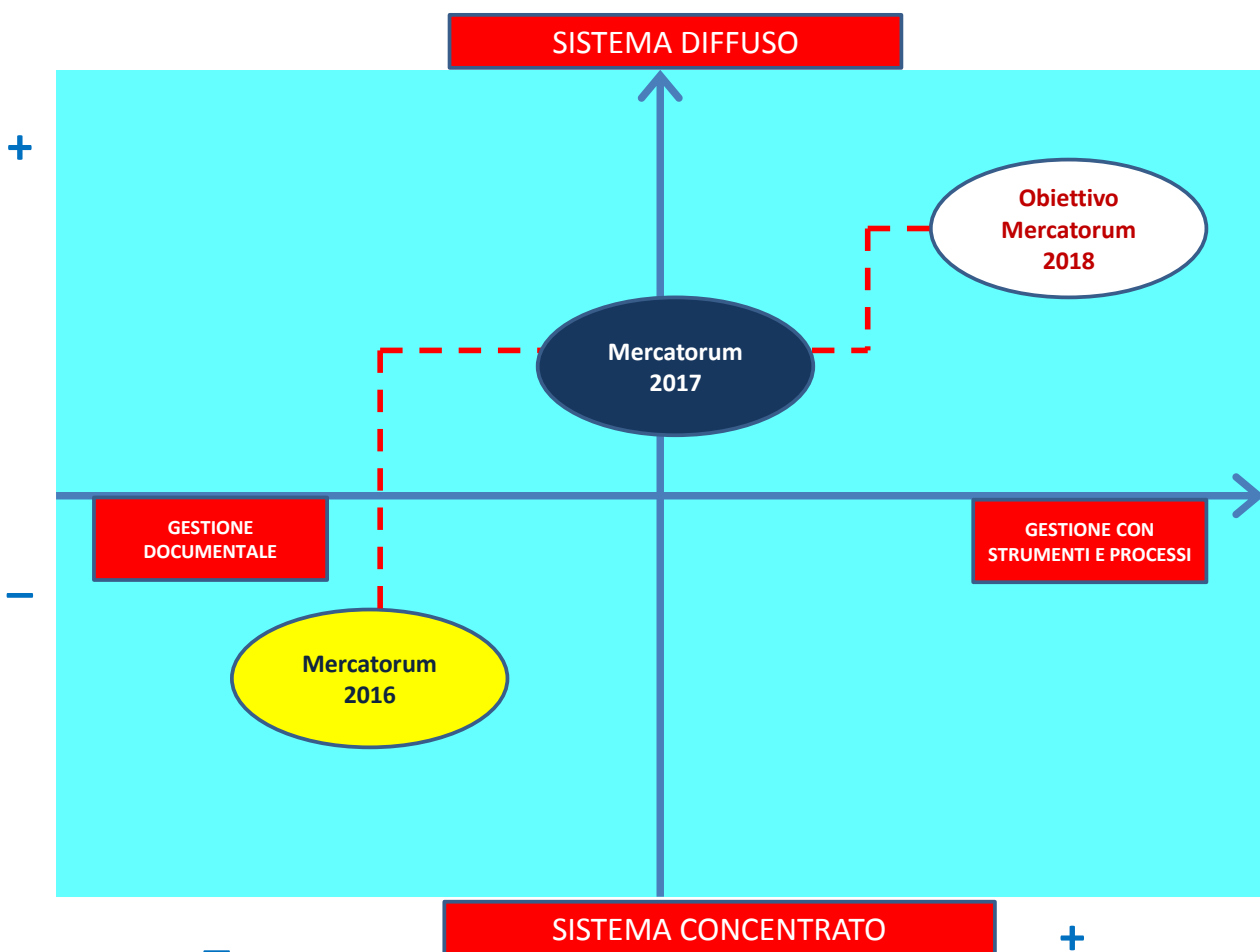 SISTEMA DIFFUSO
+
Obiettivo
Mercatorum
2018
Mercatorum
2017
GESTIONE
DOCUMENTALE
GESTIONE CON
STRUMENTI E PROCESSI
–
Mercatorum
2016
SISTEMA CONCENTRATO
–
+